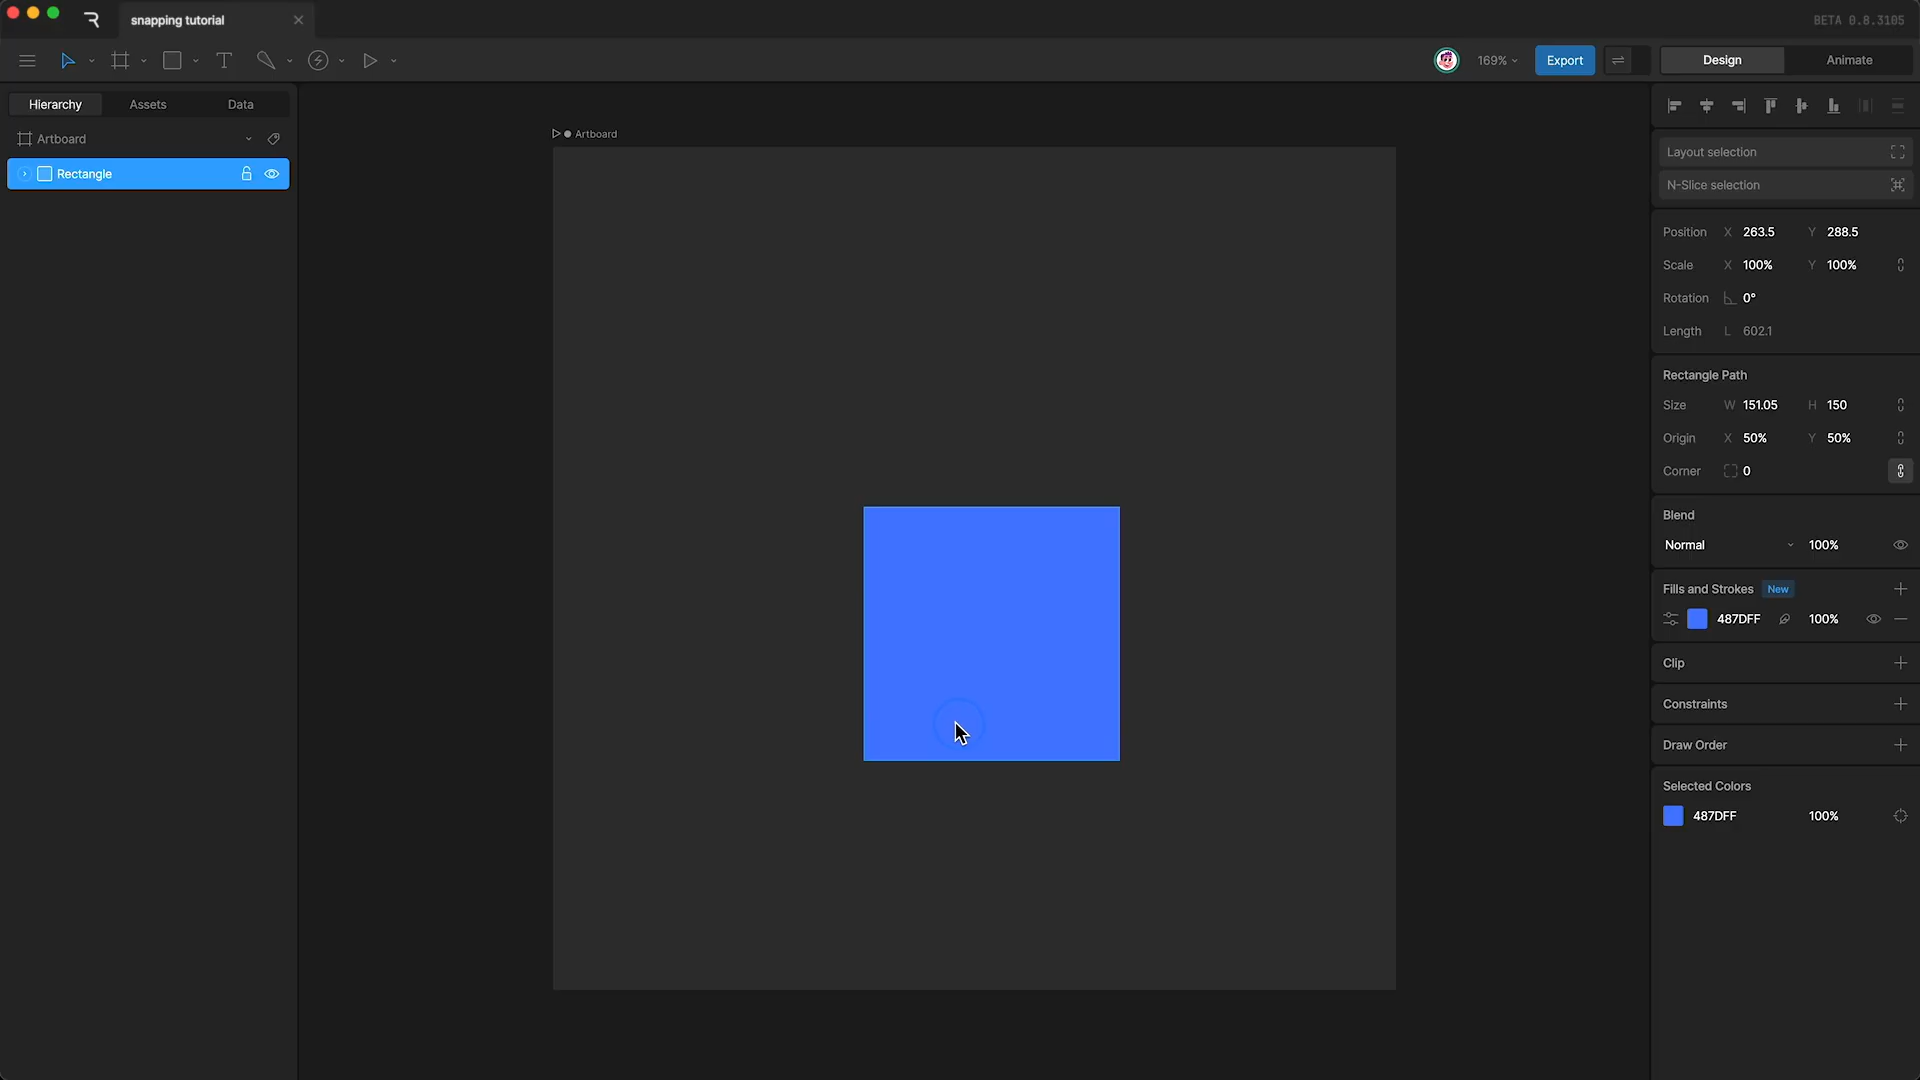 snapping tutorial
BETA 0.8.3105
169%
Export
Design
Animate
Hierarchy
Assets
Data
Artboard
Rectangle
Artboard
Layout selection
N-Slice selection
Position X 263.5 Y 288.5
Scale X 100% Y 100%
Rotation 0°
Length L 602.1
Rectangle Path
Size W 151.05 H 150
Origin X 50% Y 50%
Corner 0
Blend
Normal 100%
Fills and Strokes New
487DFF 100%
Clip
Constraints
Draw Order
Selected Colors
487DFF 100%